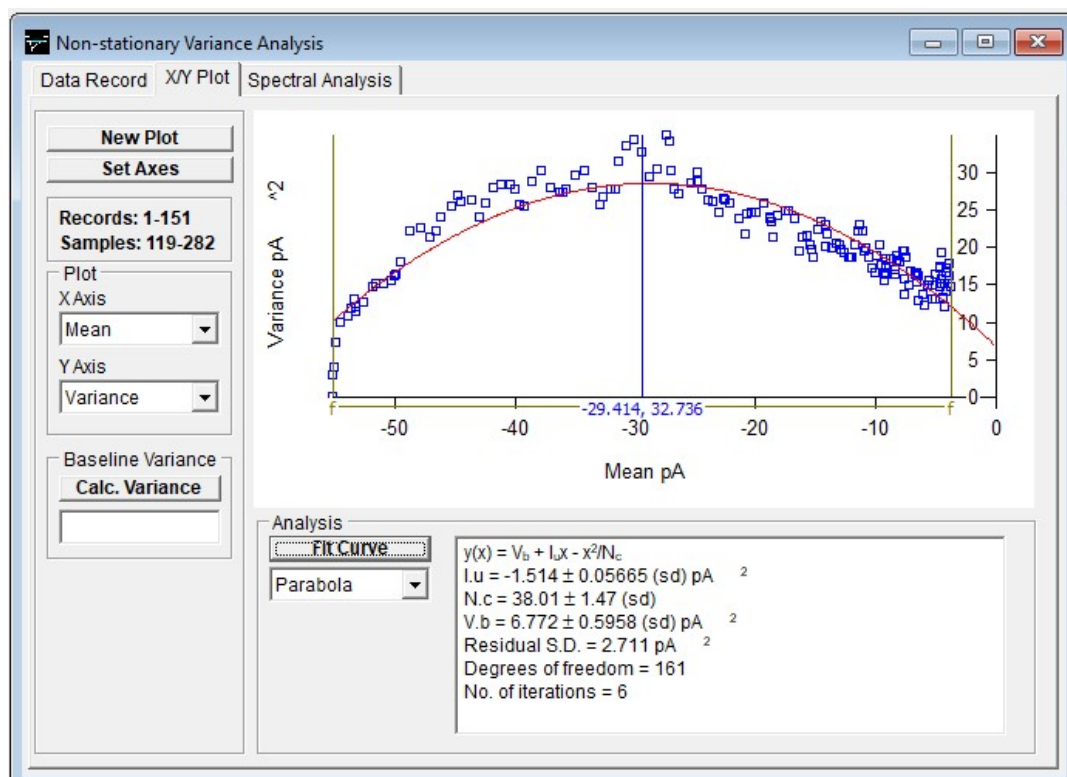 Non-stationary Variance Analysis
Data Record X/Y Plot Spectral Analysis
New Plot
Set Axes
Records: 1-151
Samples: 119-282
Plot
X Axis
Mean
Y Axis
Variance
Baseline Variance
Calc. Variance
Variance pA ^2
30
25
20
15
10
5
0
f -29.414, 32.736 f
-50 -40 -30 -20 -10 0
Mean pA
Analysis
Fit Curve
Parabola
y(x) = V_b + I_ux - x²/N_c
I.u = -1.514 ± 0.05665 (sd) pA ²
N.c = 38.01 ± 1.47 (sd)
V.b = 6.772 ± 0.5958 (sd) pA ²
Residual S.D. = 2.711 pA ²
Degrees of freedom = 161
No. of iterations = 6